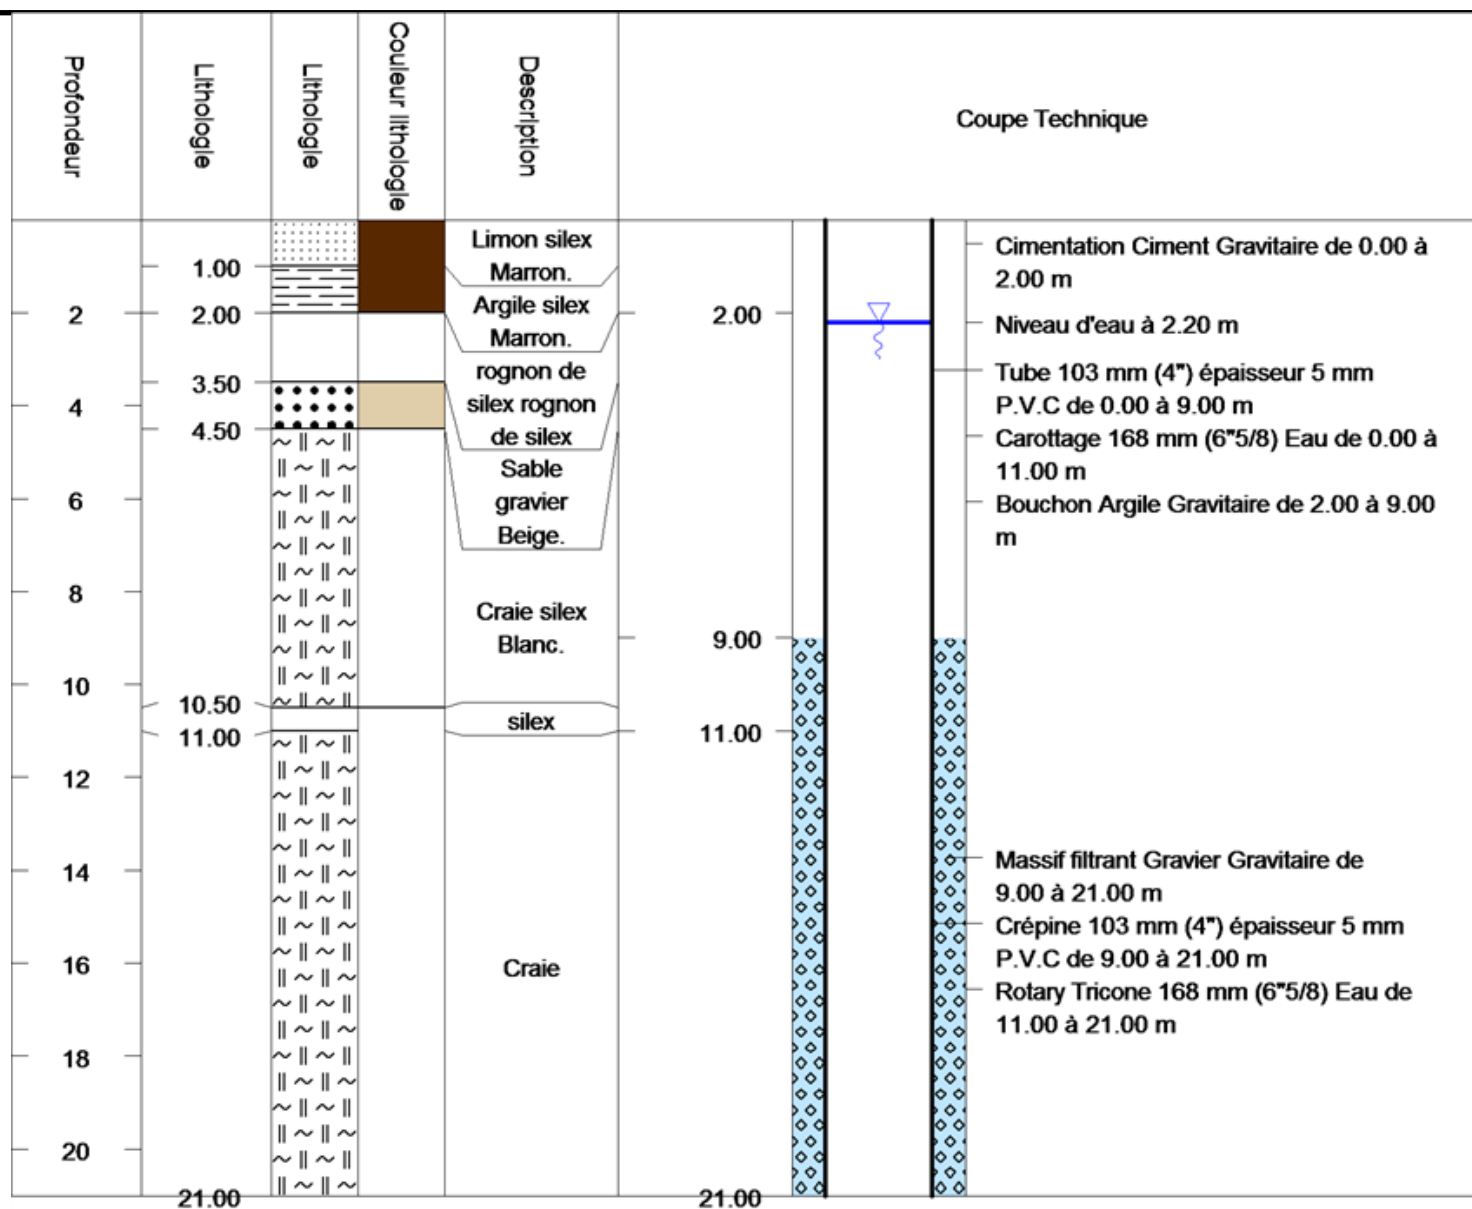 Profondeur
Lithologie
Lithologie
Couleur lithologie
Description
Coupe Technique
2
4
6
8
10
12
14
16
18
20
1.00
2.00
3.50
4.50
10.50
11.00
21.00
Limon silex
Marron.
Argile silex
Marron.
rognon de
silex rognon
de silex
Sable
gravier
Beige.
Craie silex
Blanc.
silex
Craie
2.00
9.00
11.00
21.00
Cimentation Ciment Gravitaire de 0.00 à
2.00 m
Niveau d'eau à 2.20 m
Tube 103 mm (4") épaisseur 5 mm
P.V.C de 0.00 à 9.00 m
Carottage 168 mm (6"5/8) Eau de 0.00 à
11.00 m
Bouchon Argile Gravitaire de 2.00 à 9.00
m
Massif filtrant Gravier Gravitaire de
9.00 à 21.00 m
Crépine 103 mm (4") épaisseur 5 mm
P.V.C de 9.00 à 21.00 m
Rotary Tricone 168 mm (6"5/8) Eau de
11.00 à 21.00 m